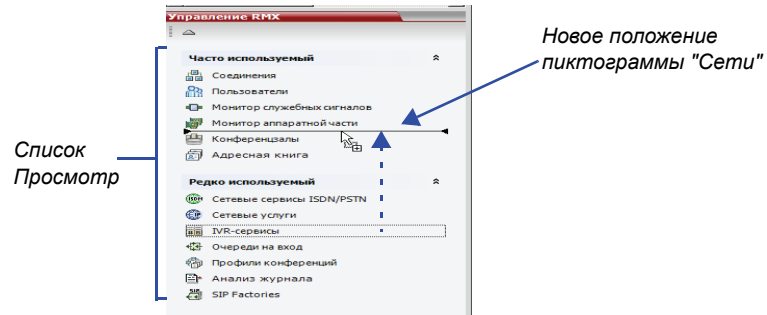 Управление RMX
Часто используемый
Соединения
Пользователи
Монитор служебных сигналов
Монитор аппаратной части
Конференцзалы
Адресная книга
Редко используемый
Сетевые сервисы ISDN/PSTN
Сетевые услуги
IVR-сервисы
Очереди на вход
Профили конференций
Анализ журнала
SIP Factories
Список
Просмотр
Новое положение
пиктограммы "Сети"